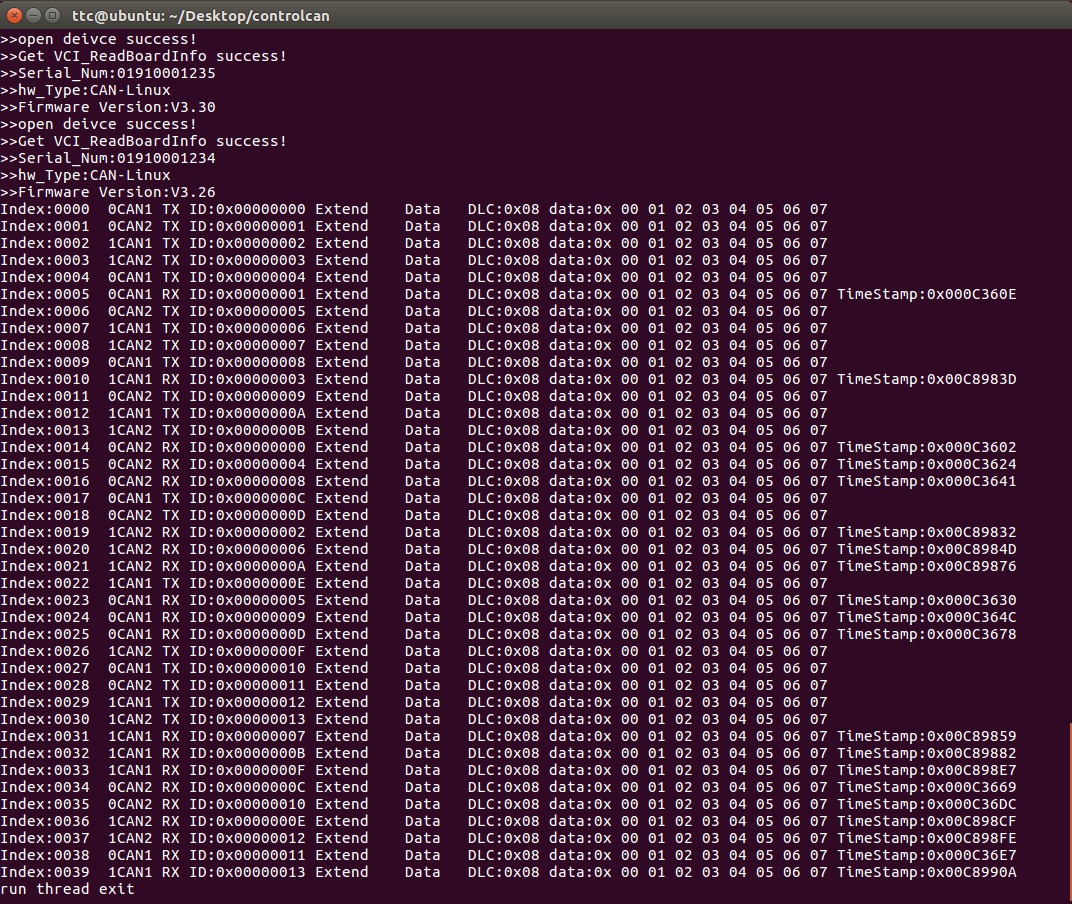 ttc@ubuntu: ~/Desktop/controlcan
>>open deivce success!
>>Get VCI_ReadBoardInfo success!
>>Serial_Num:01910001235
>>hw_Type:CAN-Linux
>>Firmware Version:V3.30
>>open deivce success!
>>Get VCI_ReadBoardInfo success!
>>Serial_Num:01910001234
>>hw_Type:CAN-Linux
>>Firmware Version:V3.26
Index:0000  0CAN1 TX ID:0x00000000 Extend    Data   DLC:0x08 data:0x 00 01 02 03 04 05 06 07
Index:0001  0CAN2 TX ID:0x00000001 Extend    Data   DLC:0x08 data:0x 00 01 02 03 04 05 06 07
Index:0002  1CAN1 TX ID:0x00000002 Extend    Data   DLC:0x08 data:0x 00 01 02 03 04 05 06 07
Index:0003  1CAN2 TX ID:0x00000003 Extend    Data   DLC:0x08 data:0x 00 01 02 03 04 05 06 07
Index:0004  0CAN1 TX ID:0x00000004 Extend    Data   DLC:0x08 data:0x 00 01 02 03 04 05 06 07
Index:0005  0CAN1 RX ID:0x00000001 Extend    Data   DLC:0x08 data:0x 00 01 02 03 04 05 06 07 TimeStamp:0x000C360E
Index:0006  0CAN2 TX ID:0x00000005 Extend    Data   DLC:0x08 data:0x 00 01 02 03 04 05 06 07
Index:0007  1CAN1 TX ID:0x00000006 Extend    Data   DLC:0x08 data:0x 00 01 02 03 04 05 06 07
Index:0008  1CAN2 TX ID:0x00000007 Extend    Data   DLC:0x08 data:0x 00 01 02 03 04 05 06 07
Index:0009  0CAN1 TX ID:0x00000008 Extend    Data   DLC:0x08 data:0x 00 01 02 03 04 05 06 07
Index:0010  1CAN1 RX ID:0x00000003 Extend    Data   DLC:0x08 data:0x 00 01 02 03 04 05 06 07 TimeStamp:0x00C8983D
Index:0011  0CAN2 TX ID:0x00000009 Extend    Data   DLC:0x08 data:0x 00 01 02 03 04 05 06 07
Index:0012  1CAN1 TX ID:0x0000000A Extend    Data   DLC:0x08 data:0x 00 01 02 03 04 05 06 07
Index:0013  1CAN2 TX ID:0x0000000B Extend    Data   DLC:0x08 data:0x 00 01 02 03 04 05 06 07
Index:0014  0CAN2 RX ID:0x00000000 Extend    Data   DLC:0x08 data:0x 00 01 02 03 04 05 06 07 TimeStamp:0x000C3602
Index:0015  0CAN2 RX ID:0x00000004 Extend    Data   DLC:0x08 data:0x 00 01 02 03 04 05 06 07 TimeStamp:0x000C3624
Index:0016  0CAN2 RX ID:0x00000008 Extend    Data   DLC:0x08 data:0x 00 01 02 03 04 05 06 07 TimeStamp:0x000C3641
Index:0017  0CAN1 TX ID:0x0000000C Extend    Data   DLC:0x08 data:0x 00 01 02 03 04 05 06 07
Index:0018  0CAN2 TX ID:0x0000000D Extend    Data   DLC:0x08 data:0x 00 01 02 03 04 05 06 07
Index:0019  1CAN2 RX ID:0x00000002 Extend    Data   DLC:0x08 data:0x 00 01 02 03 04 05 06 07 TimeStamp:0x00C89832
Index:0020  1CAN2 RX ID:0x00000006 Extend    Data   DLC:0x08 data:0x 00 01 02 03 04 05 06 07 TimeStamp:0x00C8984D
Index:0021  1CAN2 RX ID:0x0000000A Extend    Data   DLC:0x08 data:0x 00 01 02 03 04 05 06 07 TimeStamp:0x00C89876
Index:0022  1CAN1 TX ID:0x0000000E Extend    Data   DLC:0x08 data:0x 00 01 02 03 04 05 06 07
Index:0023  0CAN1 RX ID:0x00000005 Extend    Data   DLC:0x08 data:0x 00 01 02 03 04 05 06 07 TimeStamp:0x000C3630
Index:0024  0CAN1 RX ID:0x00000009 Extend    Data   DLC:0x08 data:0x 00 01 02 03 04 05 06 07 TimeStamp:0x000C364C
Index:0025  0CAN1 RX ID:0x0000000D Extend    Data   DLC:0x08 data:0x 00 01 02 03 04 05 06 07 TimeStamp:0x000C3678
Index:0026  1CAN2 TX ID:0x0000000F Extend    Data   DLC:0x08 data:0x 00 01 02 03 04 05 06 07
Index:0027  0CAN1 TX ID:0x00000010 Extend    Data   DLC:0x08 data:0x 00 01 02 03 04 05 06 07
Index:0028  0CAN2 TX ID:0x00000011 Extend    Data   DLC:0x08 data:0x 00 01 02 03 04 05 06 07
Index:0029  1CAN1 TX ID:0x00000012 Extend    Data   DLC:0x08 data:0x 00 01 02 03 04 05 06 07
Index:0030  1CAN2 TX ID:0x00000013 Extend    Data   DLC:0x08 data:0x 00 01 02 03 04 05 06 07
Index:0031  1CAN1 RX ID:0x00000007 Extend    Data   DLC:0x08 data:0x 00 01 02 03 04 05 06 07 TimeStamp:0x00C89859
Index:0032  1CAN1 RX ID:0x0000000B Extend    Data   DLC:0x08 data:0x 00 01 02 03 04 05 06 07 TimeStamp:0x00C89882
Index:0033  1CAN1 RX ID:0x0000000F Extend    Data   DLC:0x08 data:0x 00 01 02 03 04 05 06 07 TimeStamp:0x00C898E7
Index:0034  0CAN2 RX ID:0x0000000C Extend    Data   DLC:0x08 data:0x 00 01 02 03 04 05 06 07 TimeStamp:0x000C3669
Index:0035  0CAN2 RX ID:0x00000010 Extend    Data   DLC:0x08 data:0x 00 01 02 03 04 05 06 07 TimeStamp:0x000C36DC
Index:0036  1CAN2 RX ID:0x0000000E Extend    Data   DLC:0x08 data:0x 00 01 02 03 04 05 06 07 TimeStamp:0x00C898CF
Index:0037  1CAN2 RX ID:0x00000012 Extend    Data   DLC:0x08 data:0x 00 01 02 03 04 05 06 07 TimeStamp:0x00C898FE
Index:0038  0CAN1 RX ID:0x00000011 Extend    Data   DLC:0x08 data:0x 00 01 02 03 04 05 06 07 TimeStamp:0x000C36E7
Index:0039  1CAN1 RX ID:0x00000013 Extend    Data   DLC:0x08 data:0x 00 01 02 03 04 05 06 07 TimeStamp:0x00C8990A
run thread exit